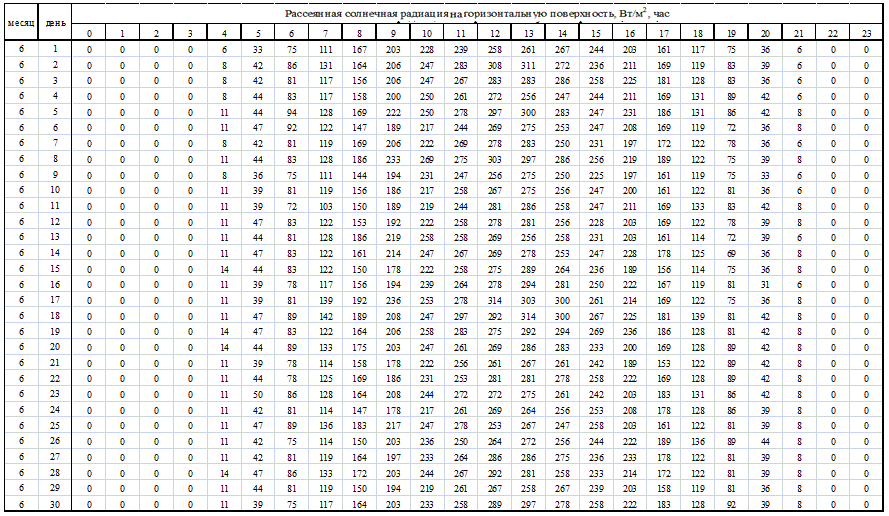 Рассеянная солнечная радиация на горизонтальную поверхность, Вт/м², час
месяц день 0 1 2 3 4 5 6 7 8 9 10 11 12 13 14 15 16 17 18 19 20 21 22 23
6 1 0 0 0 0 6 33 75 111 167 203 228 239 258 261 267 244 203 161 117 75 36 6 0 0
6 2 0 0 0 0 8 42 86 131 164 206 247 283 308 311 272 236 211 169 119 83 39 6 0 0
6 3 0 0 0 0 8 42 81 117 156 206 247 267 283 283 286 258 225 181 128 83 36 6 0 0
6 4 0 0 0 0 8 44 83 117 158 200 250 261 272 256 247 244 211 169 131 89 42 6 0 0
6 5 0 0 0 0 11 44 94 128 169 222 250 278 297 300 283 247 231 186 131 86 42 8 0 0
6 6 0 0 0 0 11 47 92 122 147 189 217 244 269 275 253 247 208 169 119 72 36 8 0 0
6 7 0 0 0 0 8 42 81 119 169 206 222 269 278 283 250 231 197 172 122 78 36 8 0 0
6 8 0 0 0 0 11 44 83 128 186 233 269 275 303 297 286 256 219 189 122 75 39 8 0 0
6 9 0 0 0 0 8 36 75 111 144 194 231 247 256 275 250 225 197 161 119 75 33 6 0 0
6 10 0 0 0 0 11 39 81 119 156 186 217 258 267 275 256 247 200 161 122 81 36 6 0 0
6 11 0 0 0 0 11 39 72 103 150 189 219 244 281 286 258 247 211 169 133 83 42 8 0 0
6 12 0 0 0 0 11 47 83 122 153 192 222 258 278 281 256 228 203 169 122 78 39 8 0 0
6 13 0 0 0 0 11 44 81 128 186 219 258 258 269 256 258 231 203 161 114 72 39 6 0 0
6 14 0 0 0 0 11 47 83 122 161 214 247 267 269 278 253 247 228 178 125 69 36 8 0 0
6 15 0 0 0 0 14 44 83 122 150 178 222 258 275 289 264 236 189 156 114 75 36 8 0 0
6 16 0 0 0 0 11 39 78 117 156 194 239 264 278 294 281 250 222 167 119 81 31 6 0 0
6 17 0 0 0 0 11 39 81 139 192 236 253 278 314 303 300 261 214 169 122 75 36 8 0 0
6 18 0 0 0 0 11 47 89 142 189 208 247 297 292 314 300 267 225 181 139 81 42 8 0 0
6 19 0 0 0 0 14 47 83 122 164 206 258 283 275 292 294 269 236 186 128 81 42 8 0 0
6 20 0 0 0 0 14 44 89 133 175 203 247 261 269 286 283 233 200 169 128 89 42 8 0 0
6 21 0 0 0 0 11 39 78 114 158 178 222 256 261 267 261 242 189 153 122 89 42 8 0 0
6 22 0 0 0 0 11 44 78 125 169 186 231 253 281 281 278 258 222 169 128 89 42 8 0 0
6 23 0 0 0 0 11 50 86 128 164 208 244 272 272 275 261 242 203 183 131 86 42 8 0 0
6 24 0 0 0 0 11 42 81 114 147 178 217 261 269 264 256 253 208 178 128 86 39 8 0 0
6 25 0 0 0 0 11 47 89 136 183 217 247 278 253 267 247 258 203 161 122 81 39 8 0 0
6 26 0 0 0 0 11 42 75 114 150 203 236 250 264 272 256 244 222 189 136 89 44 8 0 0
6 27 0 0 0 0 11 42 81 119 164 197 233 264 286 286 275 236 233 178 122 81 39 8 0 0
6 28 0 0 0 0 14 47 86 133 172 203 244 267 292 281 258 233 214 172 122 81 39 8 0 0
6 29 0 0 0 0 11 44 81 119 150 194 219 261 267 258 267 239 203 158 119 81 36 8 0 0
6 30 0 0 0 0 11 39 75 117 164 203 233 258 289 297 278 258 222 183 128 92 39 8 0 0